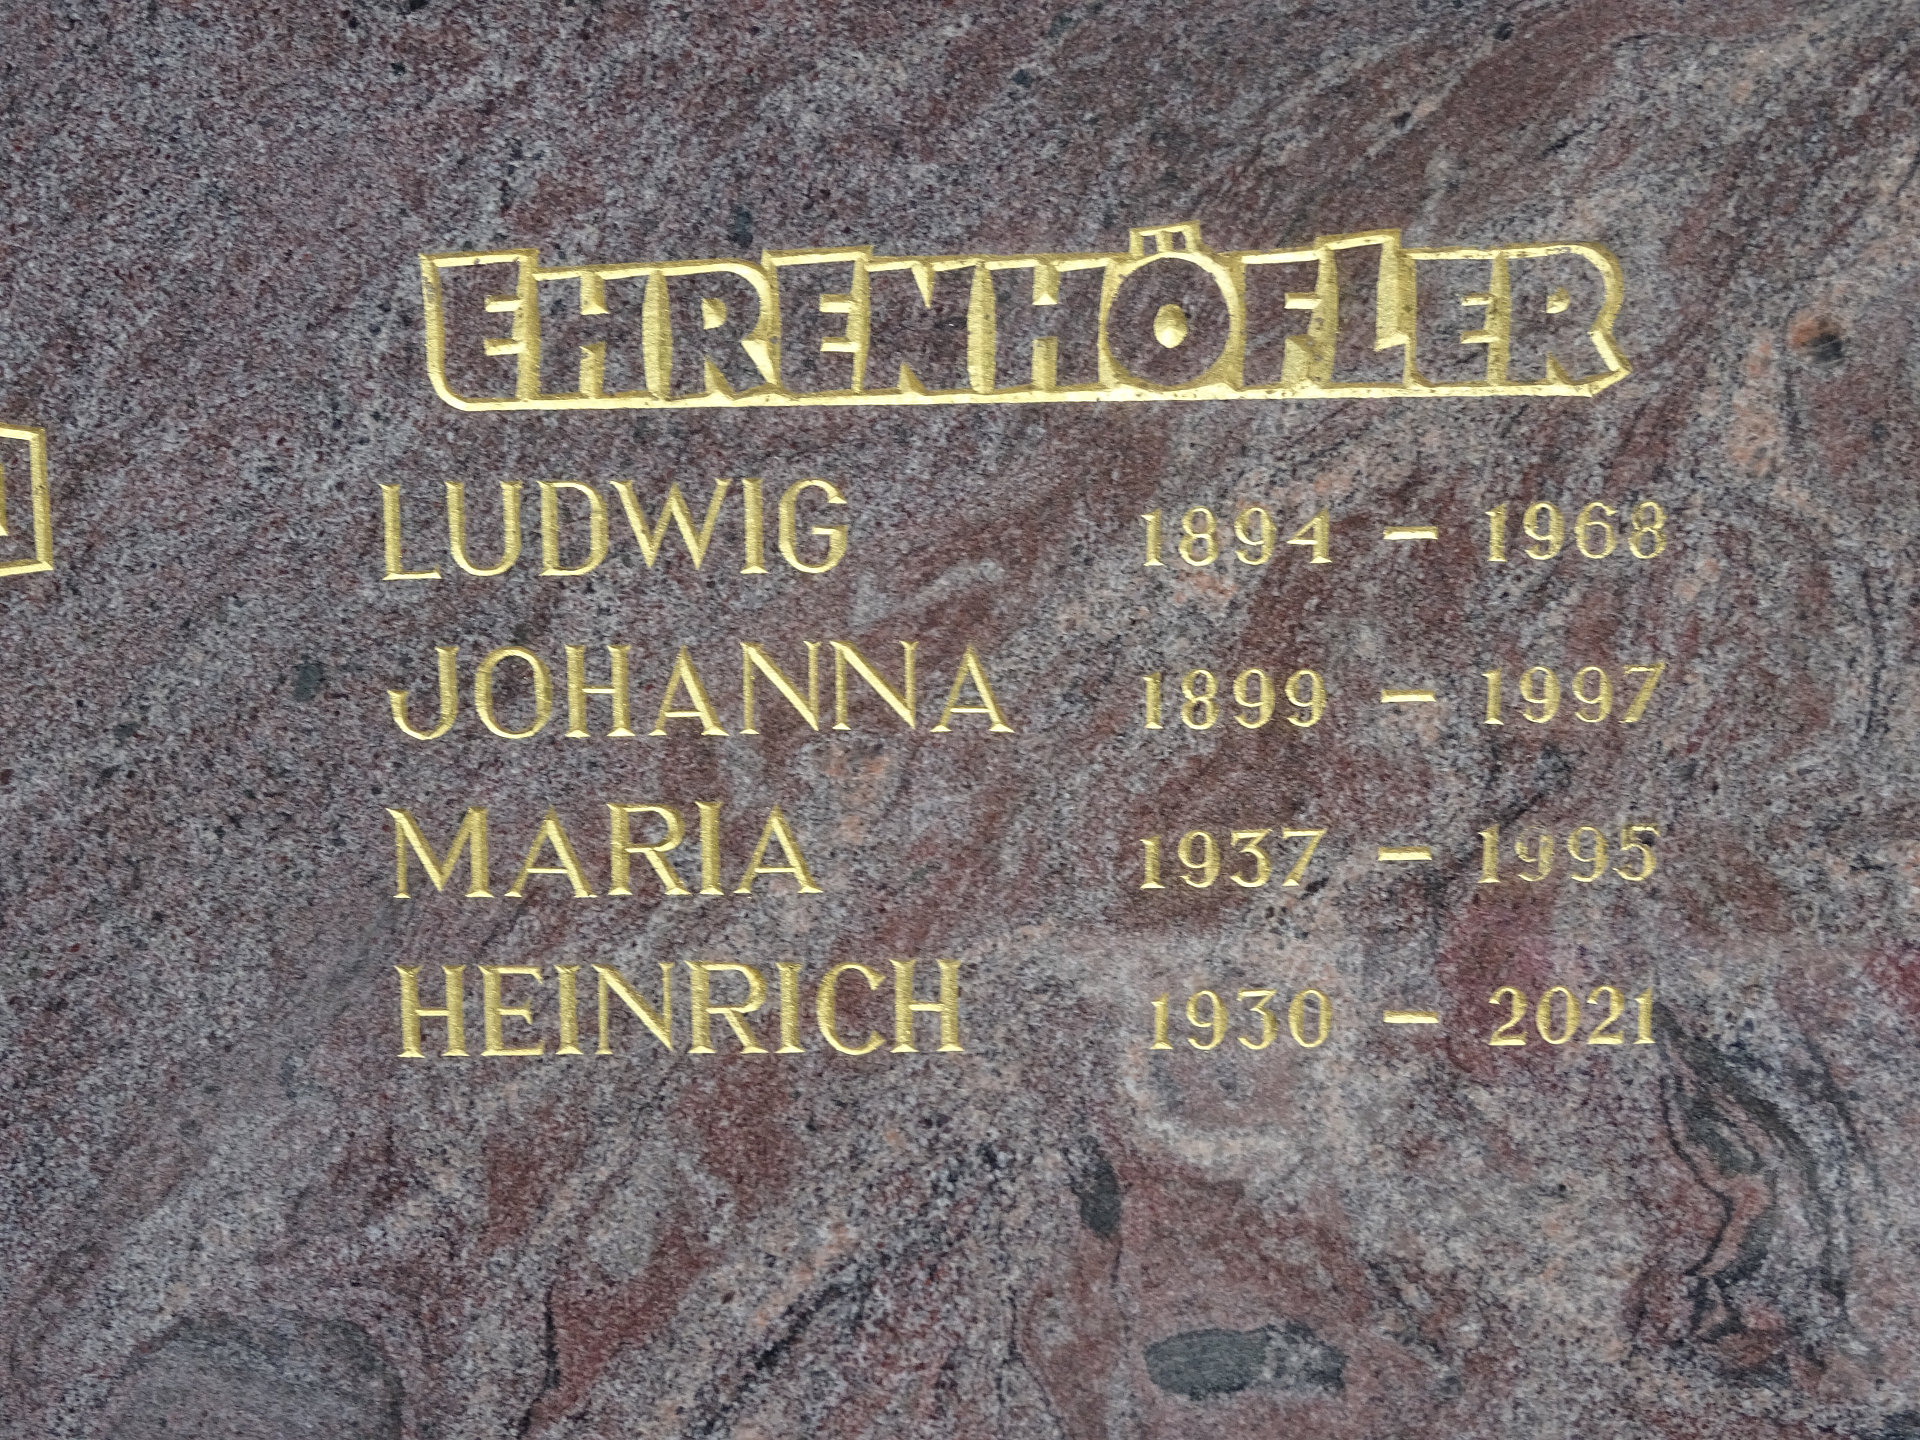 EHRENHÖFLER
LUDWIG 1894 – 1968
JOHANNA 1899 – 1997
MARIA 1937 – 1995
HEINRICH 1930 – 2021